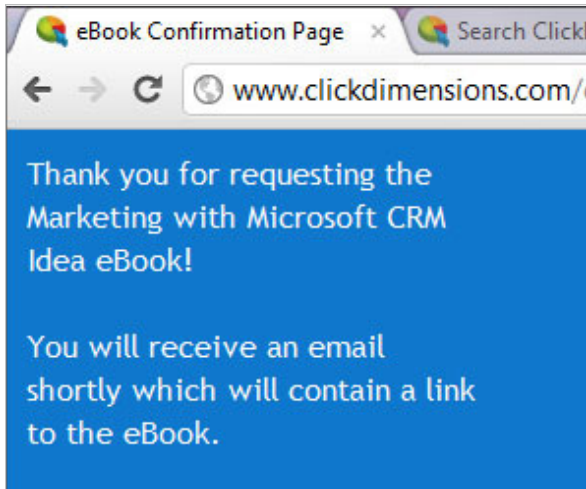 eBook Confirmation Page
Search Click
www.clickdimensions.com/
Thank you for requesting the
Marketing with Microsoft CRM
Idea eBook!
You will receive an email
shortly which will contain a link
to the eBook.